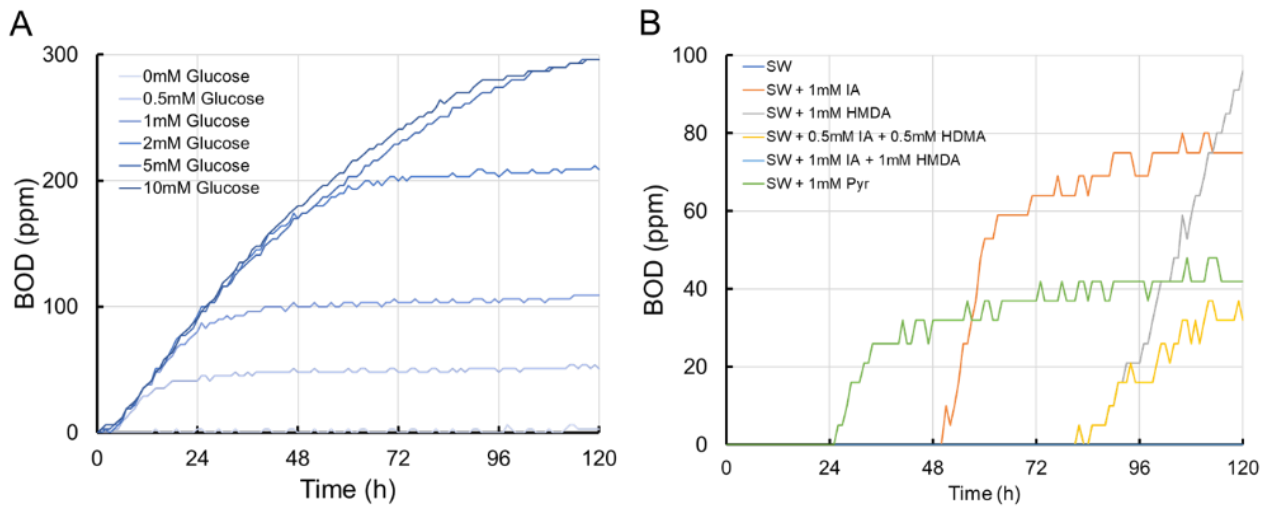 A
BOD (ppm)
300
200
100
0
0mM Glucose
0.5mM Glucose
1mM Glucose
2mM Glucose
5mM Glucose
10mM Glucose
0 24 48 72 96 120
Time (h)
B
BOD (ppm)
100
80
60
40
20
0
SW
SW + 1mM IA
SW + 1mM HMDA
SW + 0.5mM IA + 0.5mM HDMA
SW + 1mM IA + 1mM HMDA
SW + 1mM Pyr
0 24 48 72 96 120
Time (h)